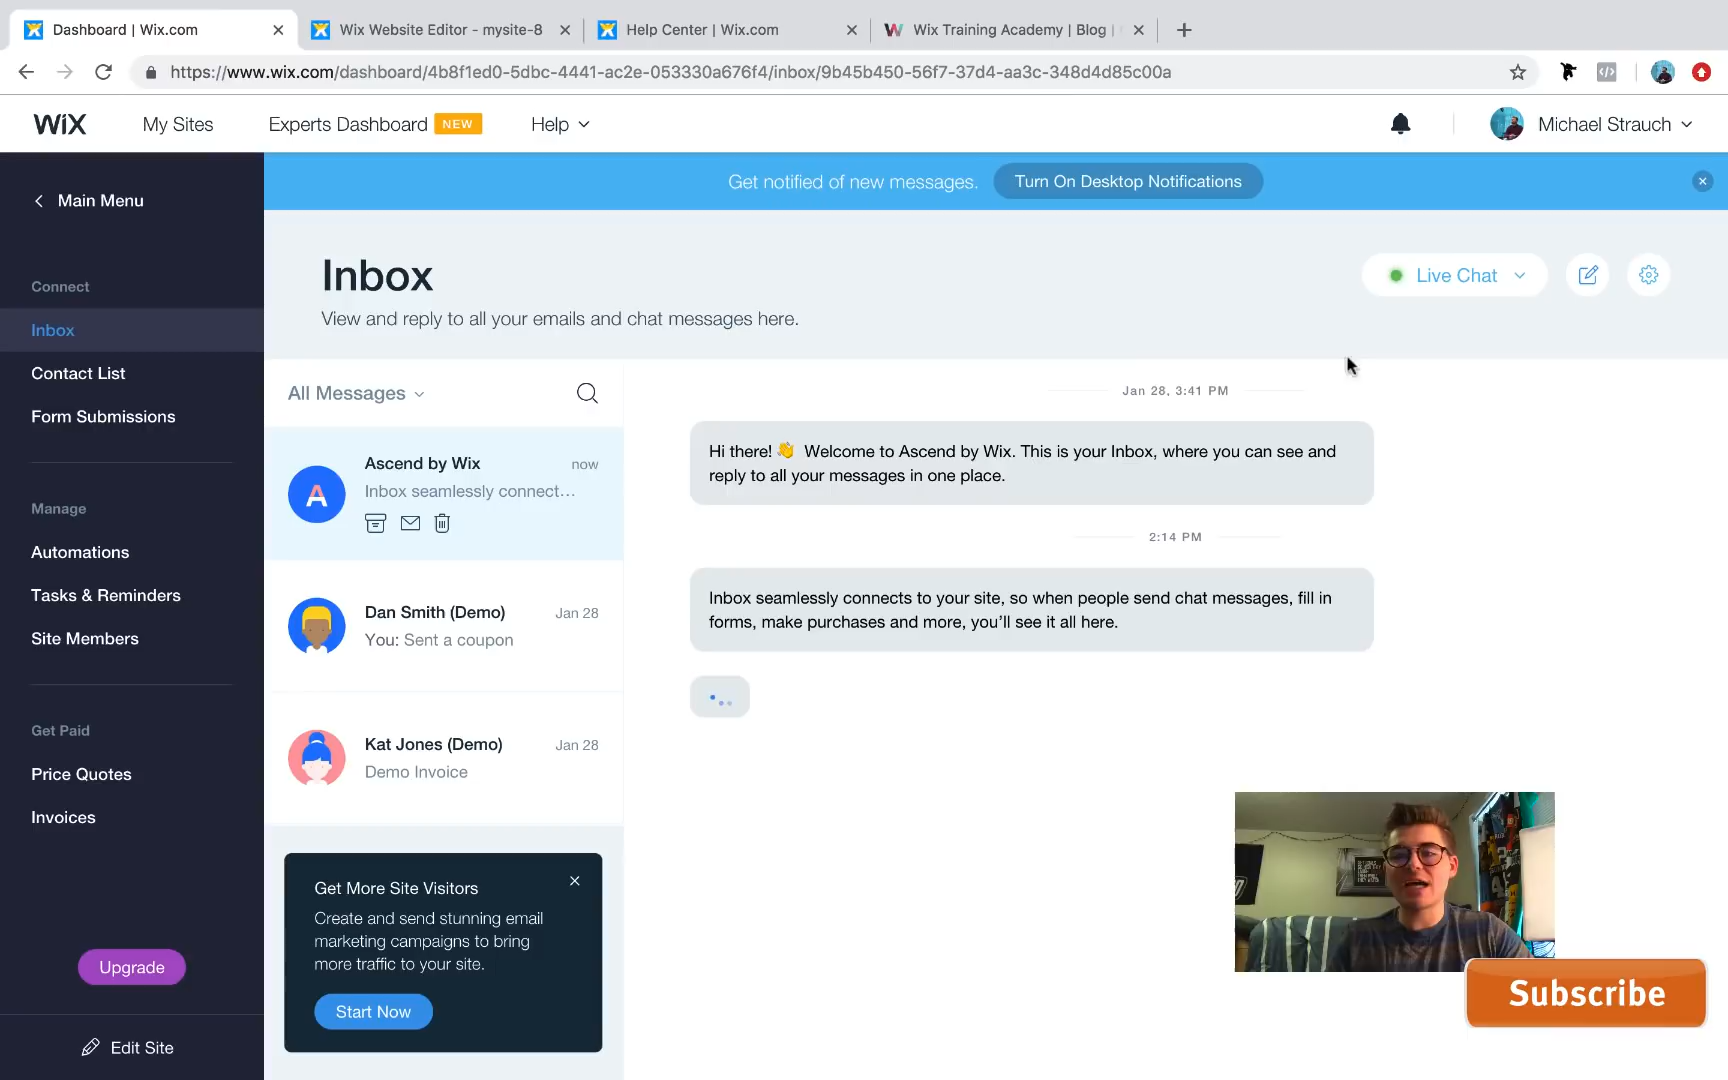 Dashboard | Wix.com
Wix Website Editor - mysite-8
Help Center | Wix.com
Wix Training Academy | Blog |
https://www.wix.com/dashboard/4b8f1ed0-5dbc-4441-ac2e-053330a676f4/inbox/9b45b450-56f7-37d4-aa3c-348d4d85c00a
WiX
My Sites
Experts Dashboard NEW
Help
Michael Strauch
Get notified of new messages.
Turn On Desktop Notifications
Main Menu
Connect
Inbox
Contact List
Form Submissions
Manage
Automations
Tasks & Reminders
Site Members
Get Paid
Price Quotes
Invoices
Upgrade
Edit Site
Inbox
View and reply to all your emails and chat messages here.
Live Chat
All Messages
A
Ascend by Wix
now
Inbox seamlessly connect...
Dan Smith (Demo)
Jan 28
You: Sent a coupon
Kat Jones (Demo)
Jan 28
Demo Invoice
Get More Site Visitors
Create and send stunning email
marketing campaigns to bring
more traffic to your site.
Start Now
Jan 28, 3:41 PM
Hi there! 👋 Welcome to Ascend by Wix. This is your Inbox, where you can see and
reply to all your messages in one place.
2:14 PM
Inbox seamlessly connects to your site, so when people send chat messages, fill in
forms, make purchases and more, you'll see it all here.
Subscribe